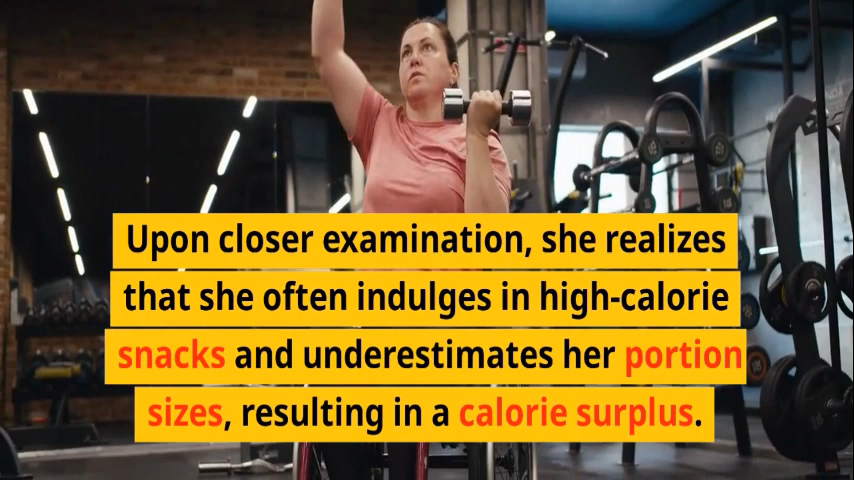 Upon closer examination, she realizes
that she often indulges in high-calorie
snacks and underestimates her portion
sizes, resulting in a calorie surplus.